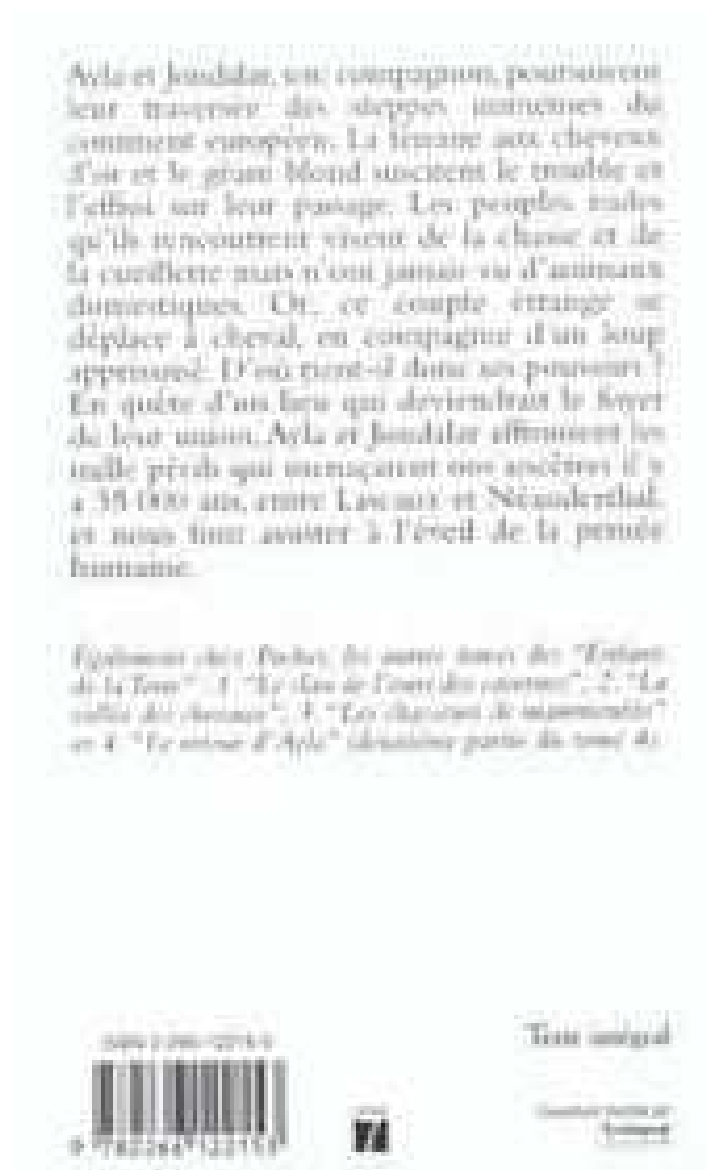 Ayla et Jondalar, son compagnon, poursuivent
leur traversée des steppes immenses du
continent européen. La femme aux cheveux
d'or et le géant blond suscitent le trouble et
l'effroi sur leur passage. Les peuples rudes
qu'ils rencontrent vivent de la chasse et de
la cueillette mais n'ont jamais vu d'animaux
domestiques. Or, ce couple étrange se
déplace à cheval, en compagnie d'un loup
apprivoisé. D'où tient-il donc ses pouvoirs ?
En quête d'un lieu qui deviendrait le foyer
de leur union, Ayla et Jondalar affrontent les
mille périls qui menaçaient nos ancêtres il y
a 35 000 ans, entre Lascaux et Néanderthal,
et nous font assister à l'éveil de la pensée
humaine.
Également chez Pocket, les autres tomes des "Enfants
de la Terre" : 1. "Le clan de l'ours des cavernes", 2. "La
vallée des chevaux", 3. "Les chasseurs de mammouths"
et 4. "Le retour d'Ayla" (deuxième partie du tome 4).
Texte intégral
ISBN